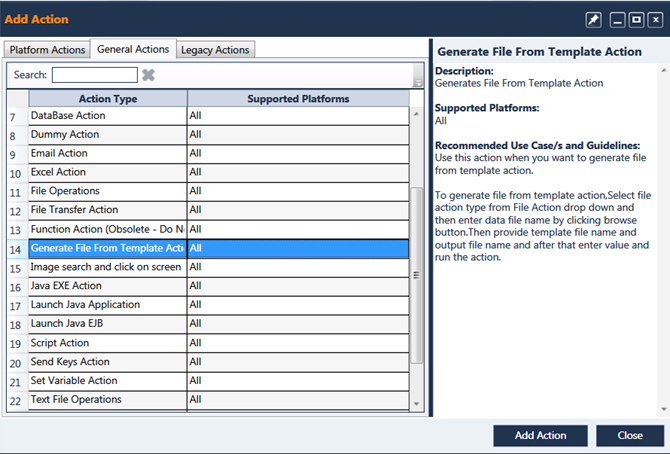 Add Action
Platform Actions General Actions Legacy Actions
Search:
Action Type Supported Platforms
7 DataBase Action All
8 Dummy Action All
9 Email Action All
10 Excel Action All
11 File Operations All
12 File Transfer Action All
13 Function Action (Obsolete - Do N All
14 Generate File From Template Acti All
15 Image search and click on screen All
16 Java EXE Action All
17 Launch Java Application All
18 Launch Java EJB All
19 Script Action All
20 Send Keys Action All
21 Set Variable Action All
22 Text File Operations All
Generate File From Template Action
Description:
Generates File From Template Action
Supported Platforms:
All
Recommended Use Case/s and Guidelines:
Use this action when you want to generate file
from template action.
To generate file from template action,Select file
action type from File Action drop down and
then enter data file name by clicking browse
button.Then provide template file name and
output file name and after that enter value and
run the action.
Add Action Close